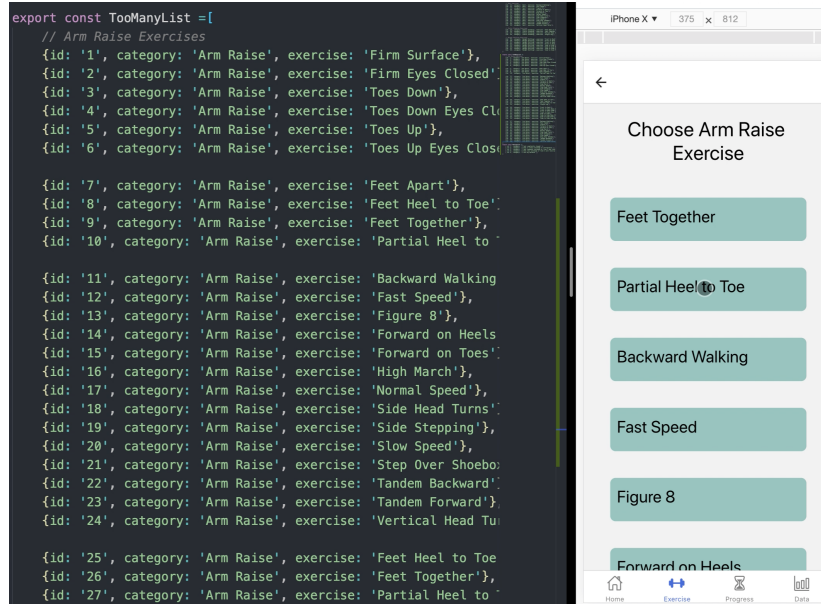 export const TooManyList =[
// Arm Raise Exercises
{id: '1', category: 'Arm Raise', exercise: 'Firm Surface'},
{id: '2', category: 'Arm Raise', exercise: 'Firm Eyes Closed'
{id: '3', category: 'Arm Raise', exercise: 'Toes Down'},
{id: '4', category: 'Arm Raise', exercise: 'Toes Down Eyes
{id: '5', category: 'Arm Raise', exercise: 'Toes Up'},
{id: '6', category: 'Arm Raise', exercise: 'Toes Up Eyes
{id: '7', category: 'Arm Raise', exercise: 'Feet Apart'},
{id: '8', category: 'Arm Raise', exercise: 'Feet Heel to Toe'
{id: '9', category: 'Arm Raise', exercise: 'Feet Together'},
{id: '10', category: 'Arm Raise', exercise: 'Partial Heel to
{id: '11', category: 'Arm Raise', exercise: 'Backward Walking
{id: '12', category: 'Arm Raise', exercise: 'Fast Speed'},
{id: '13', category: 'Arm Raise', exercise: 'Figure 8'},
{id: '14', category: 'Arm Raise', exercise: 'Forward on Heels
{id: '15', category: 'Arm Raise', exercise: 'Forward on Toes'
{id: '16', category: 'Arm Raise', exercise: 'High March'},
{id: '17', category: 'Arm Raise', exercise: 'Normal Speed'},
{id: '18', category: 'Arm Raise', exercise: 'Side Head Turns'
{id: '19', category: 'Arm Raise', exercise: 'Side Stepping'},
{id: '20', category: 'Arm Raise', exercise: 'Slow Speed'},
{id: '21', category: 'Arm Raise', exercise: 'Step Over
{id: '22', category: 'Arm Raise', exercise: 'Tandem Backward'
{id: '23', category: 'Arm Raise', exercise: 'Tandem Forward'}
{id: '24', category: 'Arm Raise', exercise: 'Vertical Head
{id: '25', category: 'Arm Raise', exercise: 'Feet Heel to Toe
{id: '26', category: 'Arm Raise', exercise: 'Feet Together'},
{id: '27', category: 'Arm Raise', exercise: 'Partial Heel to
iPhone X ▼ 375 x 812
←
Choose Arm Raise
Exercise
Feet Together
Partial Heel to Toe
Backward Walking
Fast Speed
Figure 8
Forward on Heels
Home Exercise Progress Data